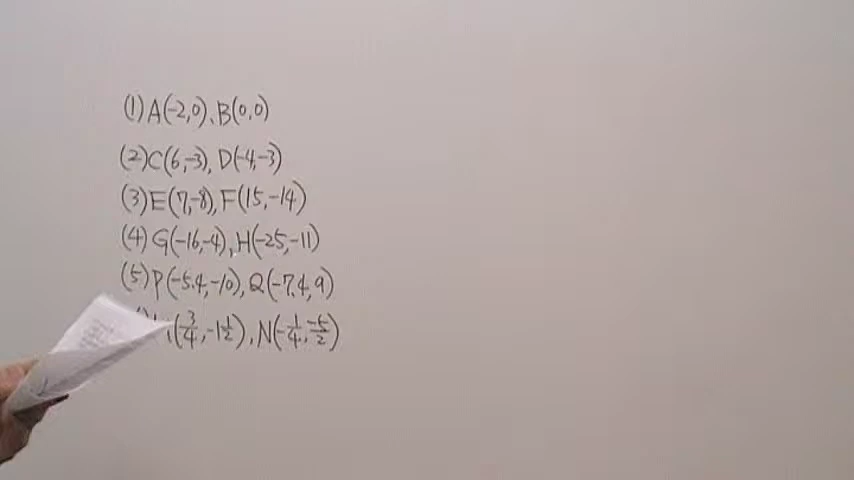 (1) A(-2,0)、B(0,0)
(2) C(6,-3), D(-4,-3)
(3) E(7,-8), F(15,-14)
(4) G(-16,-4), H(-25,-11)
(5) P(-5.4,-10), Q(-7.4,9)
(3/4, -1 1/2), N(-1/4, -5/2)